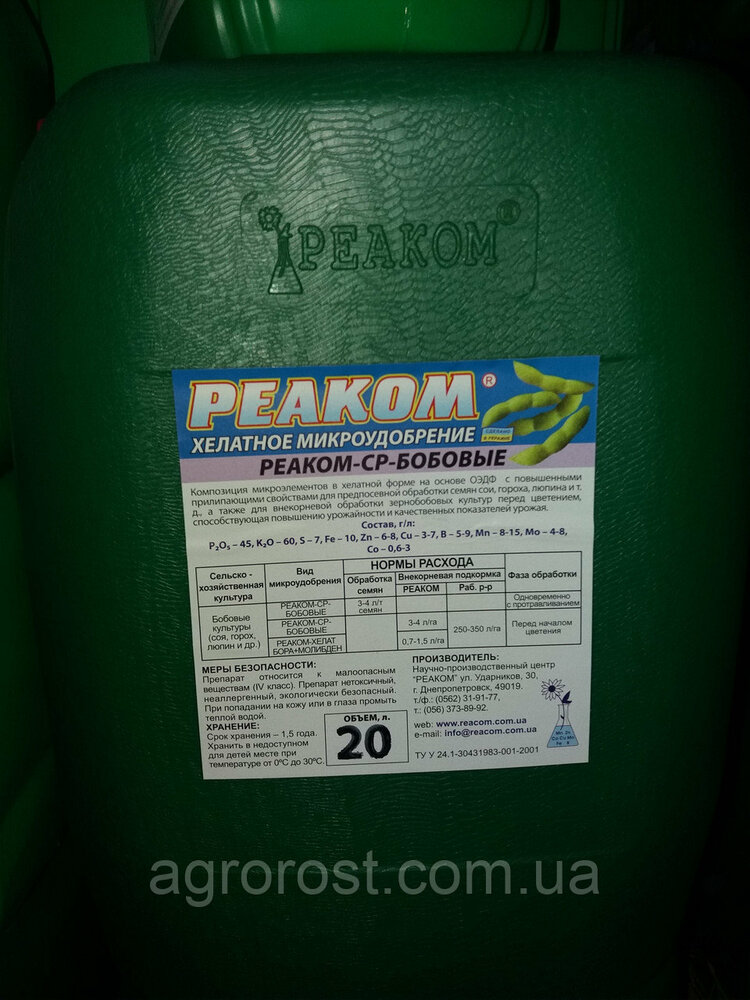 РЕАКОМ®
РЕАКОМ®
СДЕЛАНО
В УКРАИНЕ
ХЕЛАТНОЕ МИКРОУДОБРЕНИЕ
РЕАКОМ-СР-БОБОВЫЕ
Композиция микроэлементов в хелатной форме на основе ОЭДФ с повышенными
прилипающими свойствами для предпосевной обработки семян сои, гороха, люпина и т.
д., а также для внекорневой обработки зернобобовых культур перед цветением,
способствующая повышению урожайности и качественных показателей урожая.
Состав, г/л:
P₂O₅ – 45, K₂O – 60, S – 7, Fe – 10, Zn – 6-8, Cu – 3-7, B – 5-9, Mn – 8-15, Mo – 4-8,
Co – 0,6-3
Сельско-
хозяйственная
культура
Вид
микроудобрения
НОРМЫ РАСХОДА
Обработка
семян
Внекорневая подкормка
РЕАКОМ
Раб. р-р
Фаза обработки
Бобовые
культуры
(соя, горох,
люпин и др.)
РЕАКОМ-СР-
БОБОВЫЕ
3-4 л/т
семян
Одновременно
с протравливанием
РЕАКОМ-СР-
БОБОВЫЕ
3-4 л/га
250-350 л/га
Перед началом
цветения
РЕАКОМ-ХЕЛАТ
БОРА+МОЛИБДЕН
0,7-1,5 л/га
МЕРЫ БЕЗОПАСНОСТИ:
Препарат относится к малоопасным
веществам (IV класс). Препарат нетоксичный,
неаллергенный, экологически безопасный.
При попадании на кожу или в глаза промыть
теплой водой.
ХРАНЕНИЕ:
Срок хранения – 1,5 года.
Хранить в недоступном
для детей месте при
температуре от 0ºС до 30ºС.
ОБЪЕМ, л.
20
ПРОИЗВОДИТЕЛЬ:
Научно-производственный центр
"РЕАКОМ" ул. Ударников, 30,
г. Днепропетровск, 49019.
т./ф.: (0562) 31-91-77,
т.: (056) 373-89-92.
web: www.reacom.com.ua
e-mail: info@reacom.com.ua
ТУ У 24.1-30431983-001-2001
Mn Zn
Co Cu Mo
Fe K
agrorost.com.ua